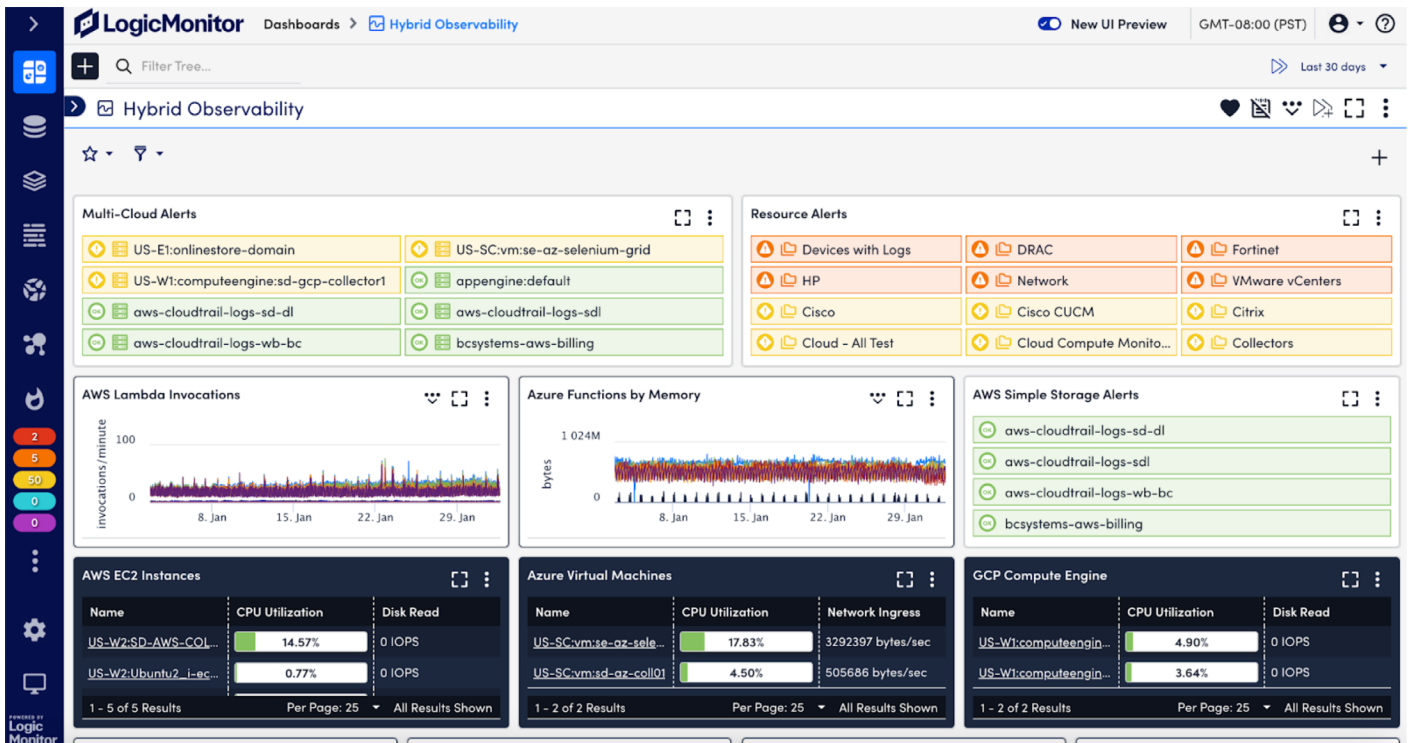 LogicMonitor Dashboards > Hybrid Observability New UI Preview GMT-08:00 (PST)
Filter Tree... Last 30 days
Hybrid Observability
Multi-Cloud Alerts
US-E1:onlinestore-domain US-SC:vm:se-az-selenium-grid
US-W1:computeengine:sd-gcp-collector1 appengine:default
aws-cloudtrail-logs-sd-dl aws-cloudtrail-logs-sdl
aws-cloudtrail-logs-wb-bc bcsystems-aws-billing
Resource Alerts
Devices with Logs DRAC Fortinet
HP Network VMware vCenters
Cisco Cisco CUCM Citrix
Cloud - All Test Cloud Compute Monito... Collectors
AWS Lambda Invocations
invocations/minute
100
0
8. Jan 15. Jan 22. Jan 29. Jan
Azure Functions by Memory
bytes
1 024M
0
8. Jan 15. Jan 22. Jan 29. Jan
AWS Simple Storage Alerts
OK aws-cloudtrail-logs-sd-dl
OK aws-cloudtrail-logs-sdl
OK aws-cloudtrail-logs-wb-bc
OK bcsystems-aws-billing
2
5
50
0
0
AWS EC2 Instances
Name CPU Utilization Disk Read
US-W2:SD-AWS-COL... 14.57% 0 IOPS
US-W2:Ubuntu2_i-ec... 0.77% 0 IOPS
1 - 5 of 5 Results Per Page: 25 All Results Shown
Azure Virtual Machines
Name CPU Utilization Network Ingress
US-SC:vm:se-az-sele... 17.83% 3292397 bytes/sec
US-SC:vm:sd-az-coll01 4.50% 505686 bytes/sec
1 - 2 of 2 Results Per Page: 25 All Results Shown
GCP Compute Engine
Name CPU Utilization Disk Read
US-W1:computeengin... 4.90% 0 IOPS
US-W1:computeengin... 3.64% 0 IOPS
1 - 2 of 2 Results Per Page: 25 All Results Shown
POWERED BY
Logic
Monitor